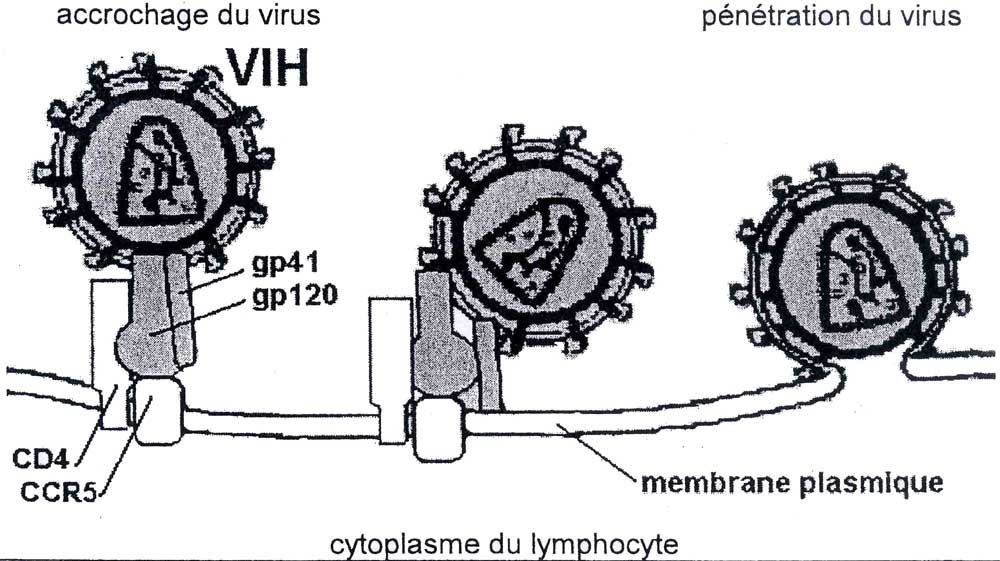 accrochage du virus
pénétration du virus
VIH
gp41
gp120
CD4
CCR5
membrane plasmique
cytoplasme du lymphocyte